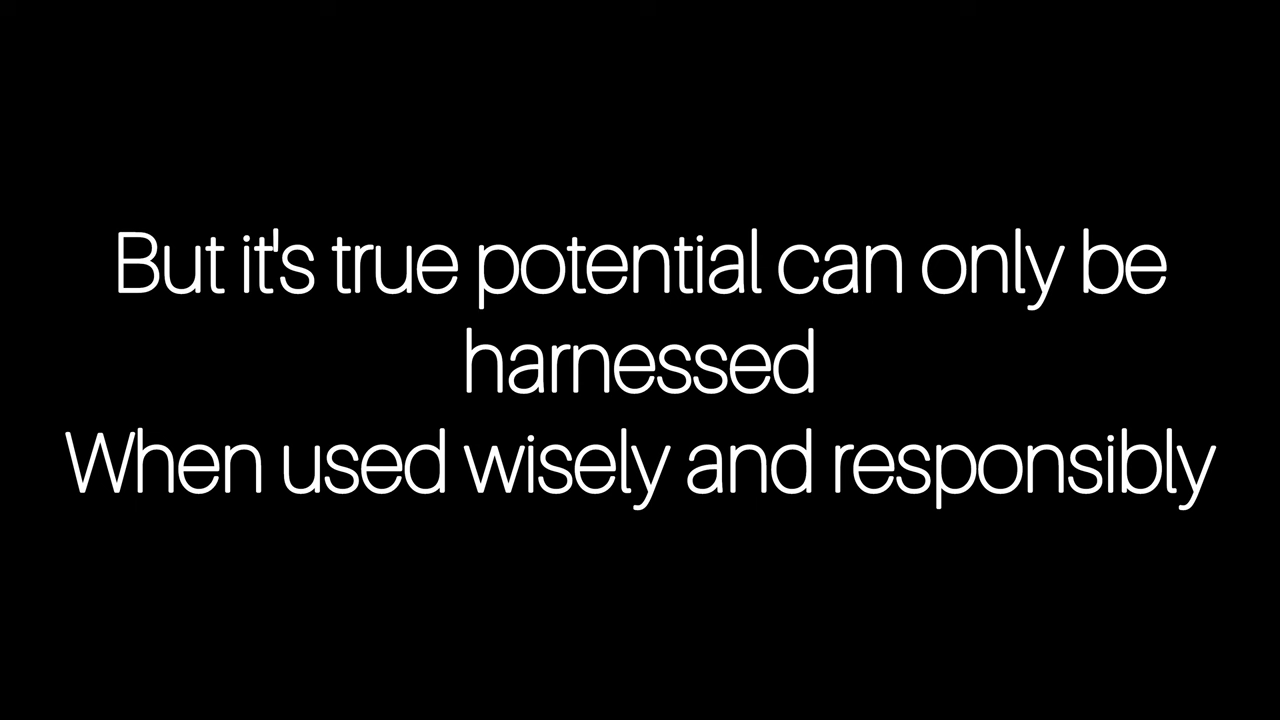 But it's true potential can only be
harnessed
When used wisely and responsibly